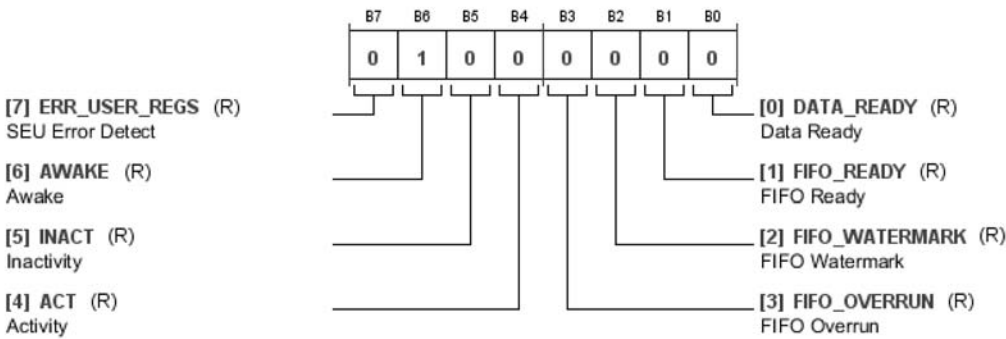 B7 B6 B5 B4 B3 B2 B1 B0
0 1 0 0 0 0 0 0
[7] ERR_USER_REGS (R)
SEU Error Detect
[6] AWAKE (R)
Awake
[5] INACT (R)
Inactivity
[4] ACT (R)
Activity
[0] DATA_READY (R)
Data Ready
[1] FIFO_READY (R)
FIFO Ready
[2] FIFO_WATERMARK (R)
FIFO Watermark
[3] FIFO_OVERRUN (R)
FIFO Overrun